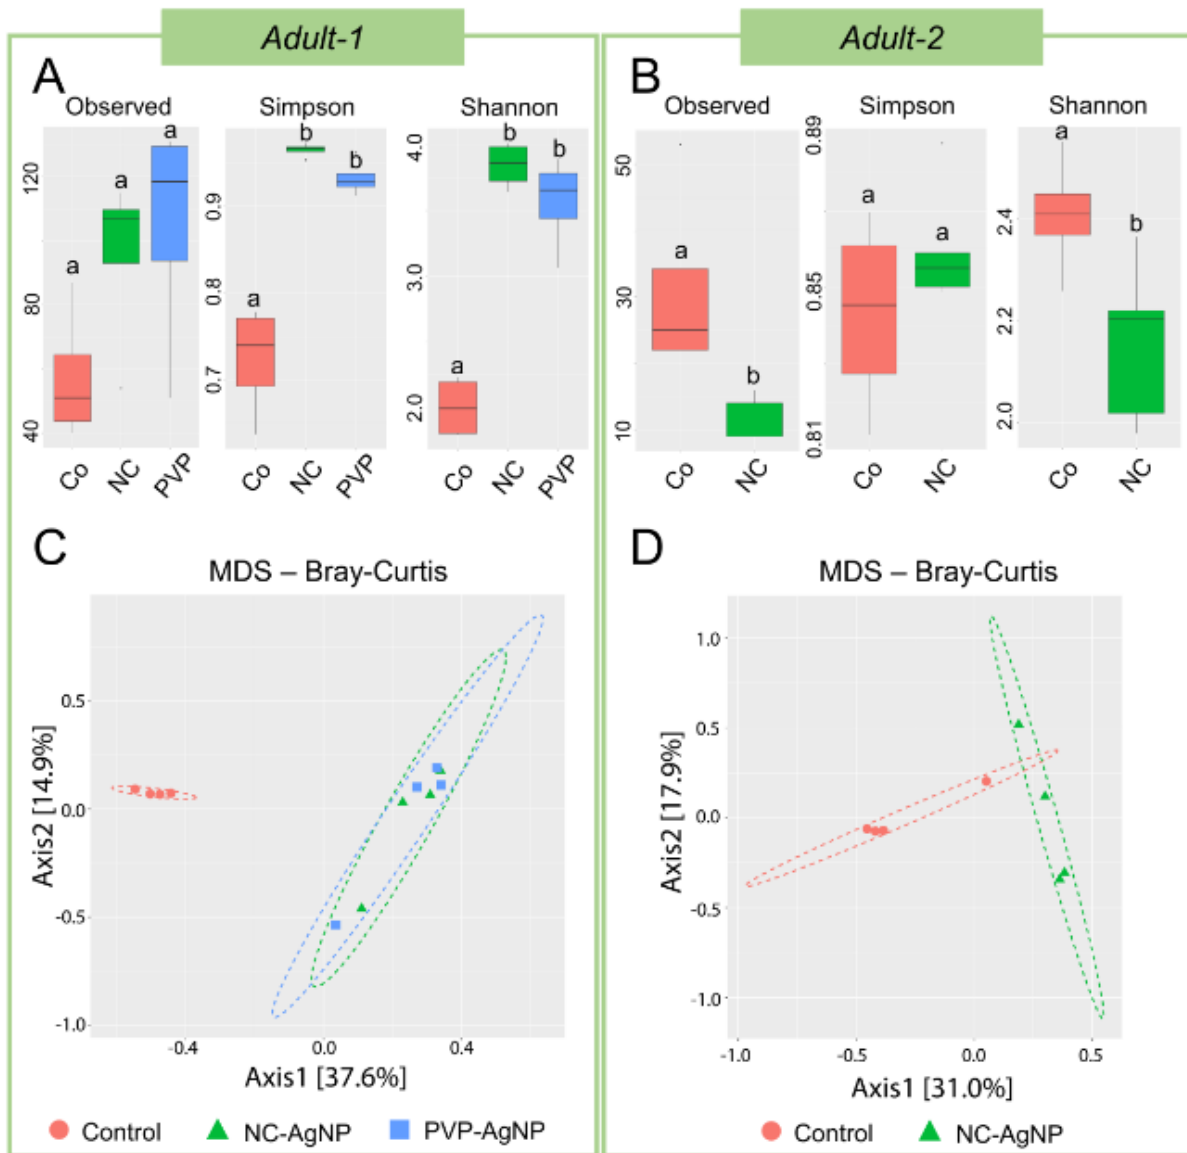 Adult-1
Adult-2
A
Observed
Simpson
Shannon
120
80
40
a
a
a
Co
NC
PVP
0.9
0.8
0.7
a
b
b
Co
NC
PVP
4.0
3.0
2.0
a
b
b
Co
NC
PVP
B
Observed
Simpson
Shannon
50
30
10
a
b
Co
NC
0.89
0.85
0.81
a
a
Co
NC
2.4
2.2
2.0
a
b
Co
NC
C
MDS – Bray-Curtis
Axis2 [14.9%]
0.5
0.0
-0.5
-1.0
-0.4
0.0
0.4
Axis1 [37.6%]
Control
NC-AgNP
PVP-AgNP
D
MDS – Bray-Curtis
Axis2 [17.9%]
1.0
0.5
0.0
-0.5
-1.0
-1.0
-0.5
0.0
0.5
Axis1 [31.0%]
Control
NC-AgNP